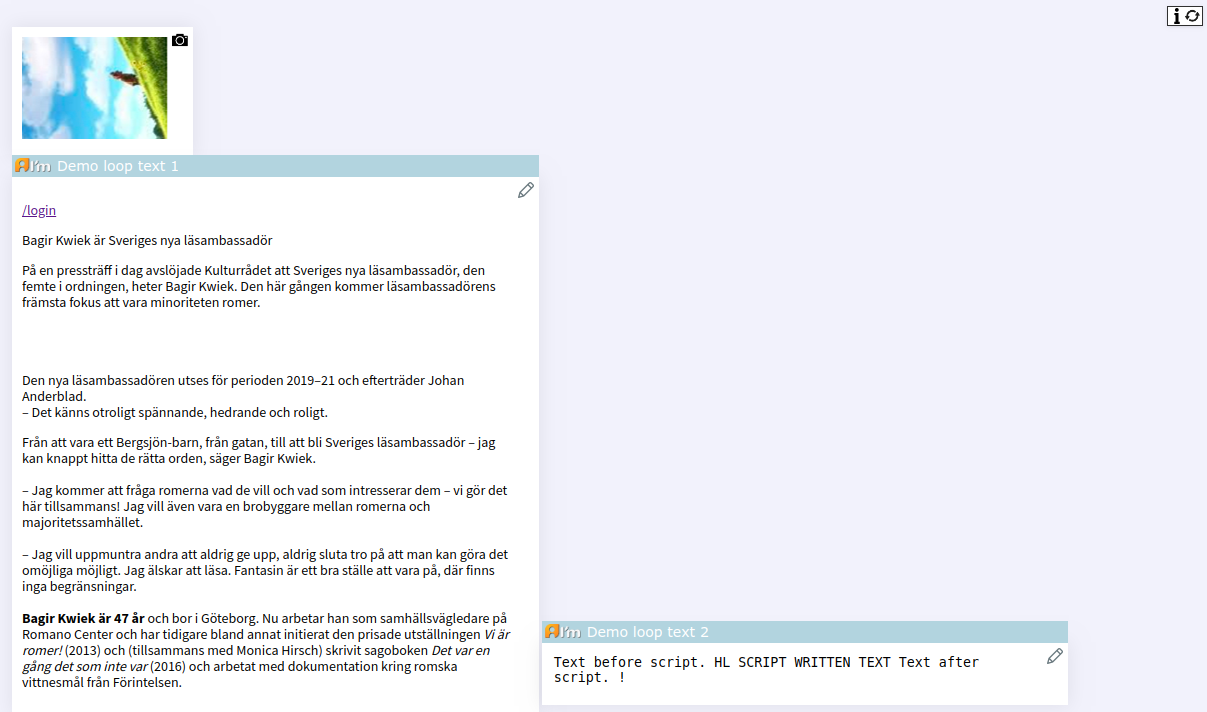 AI'm Demo loop text 1
/login
Bagir Kwiek är Sveriges nya läsambassadör
På en pressträff i dag avslöjade Kulturrådet att Sveriges nya läsambassadör, den
femte i ordningen, heter Bagir Kwiek. Den här gången kommer läsambassadörens
främsta fokus att vara minoriteten romer.
Den nya läsambassadören utses för perioden 2019–21 och efterträder Johan
Anderblad.
– Det känns otroligt spännande, hedrande och roligt.
Från att vara ett Bergsjön-barn, från gatan, till att bli Sveriges läsambassadör – jag
kan knappt hitta de rätta orden, säger Bagir Kwiek.
– Jag kommer att fråga romerna vad de vill och vad som intresserar dem – vi gör det
här tillsammans! Jag vill även vara en brobyggare mellan romerna och
majoritetssamhället.
– Jag vill uppmuntra andra att aldrig ge upp, aldrig sluta tro på att man kan göra det
omöjliga möjligt. Jag älskar att läsa. Fantasin är ett bra ställe att vara på, där finns
inga begränsningar.
Bagir Kwiek är 47 år och bor i Göteborg. Nu arbetar han som samhällsvägledare på
Romano Center och har tidigare bland annat initierat den prisade utställningen Vi är
romer! (2013) och (tillsammans med Monica Hirsch) skrivit sagoboken Det var en
gång det som inte var (2016) och arbetat med dokumentation kring romska
vittnesmål från Förintelsen.
AI'm Demo loop text 2
Text before script. HL SCRIPT WRITTEN TEXT Text after
script. !